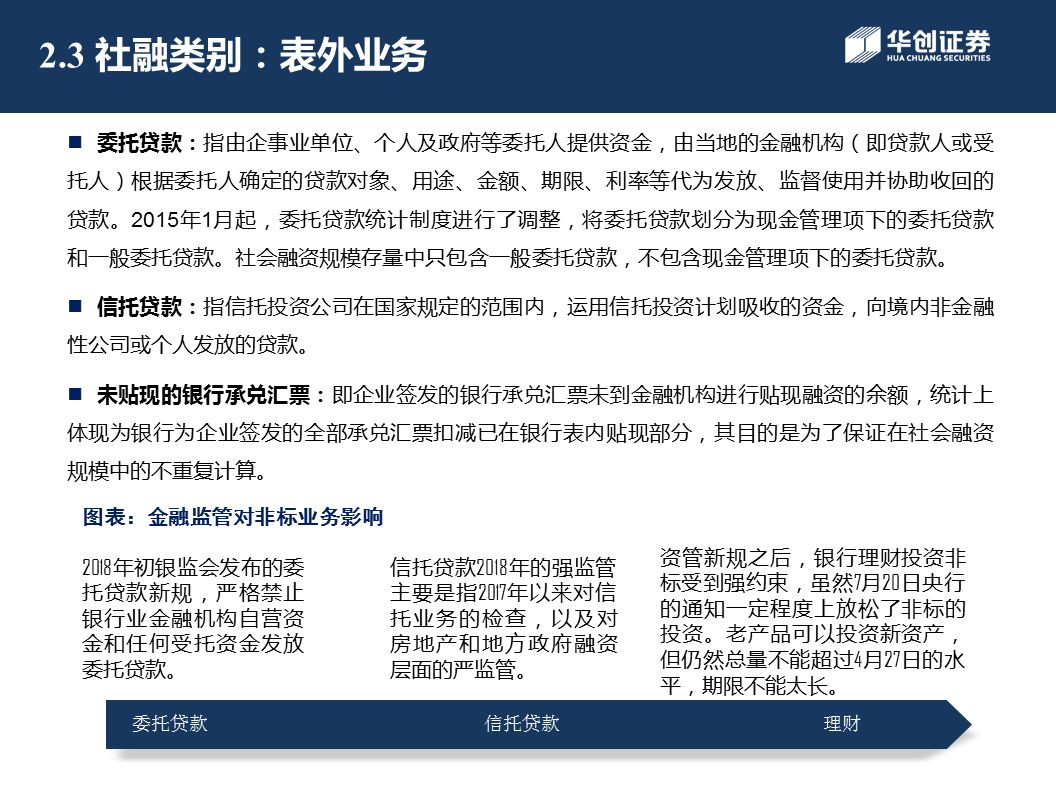 2.3 社融类别：表外业务
华创证券
HUA CHUANG SECURITIES
■ 委托贷款：指由企事业单位、个人及政府等委托人提供资金，由当地的金融机构（即贷款人或受
托人）根据委托人确定的贷款对象、用途、金额、期限、利率等代为发放、监督使用并协助收回的
贷款。2015年1月起，委托贷款统计制度进行了调整，将委托贷款划分为现金管理项下的委托贷款
和一般委托贷款。社会融资规模存量中只包含一般委托贷款，不包含现金管理项下的委托贷款。
■ 信托贷款：指信托投资公司在国家规定的范围内，运用信托投资计划吸收的资金，向境内非金融
性公司或个人发放的贷款。
■ 未贴现的银行承兑汇票：即企业签发的银行承兑汇票未到金融机构进行贴现融资的余额，统计上
体现为银行为企业签发的全部承兑汇票扣减已在银行表内贴现部分，其目的是为了保证在社会融资
规模中的不重复计算。
图表：金融监管对非标业务影响
2018年初银监会发布的委
托贷款新规，严格禁止
银行业金融机构自营资
金和任何受托资金发放
委托贷款。
信托贷款2018年的强监管
主要是指2017年以来对信
托业务的检查，以及对
房地产和地方政府融资
层面的严监管。
资管新规之后，银行理财投资非
标受到强约束，虽然7月20日央行
的通知一定程度上放松了非标的
投资。老产品可以投资新资产，
但仍然总量不能超过4月27日的水
平，期限不能太长。
委托贷款
信托贷款
理财